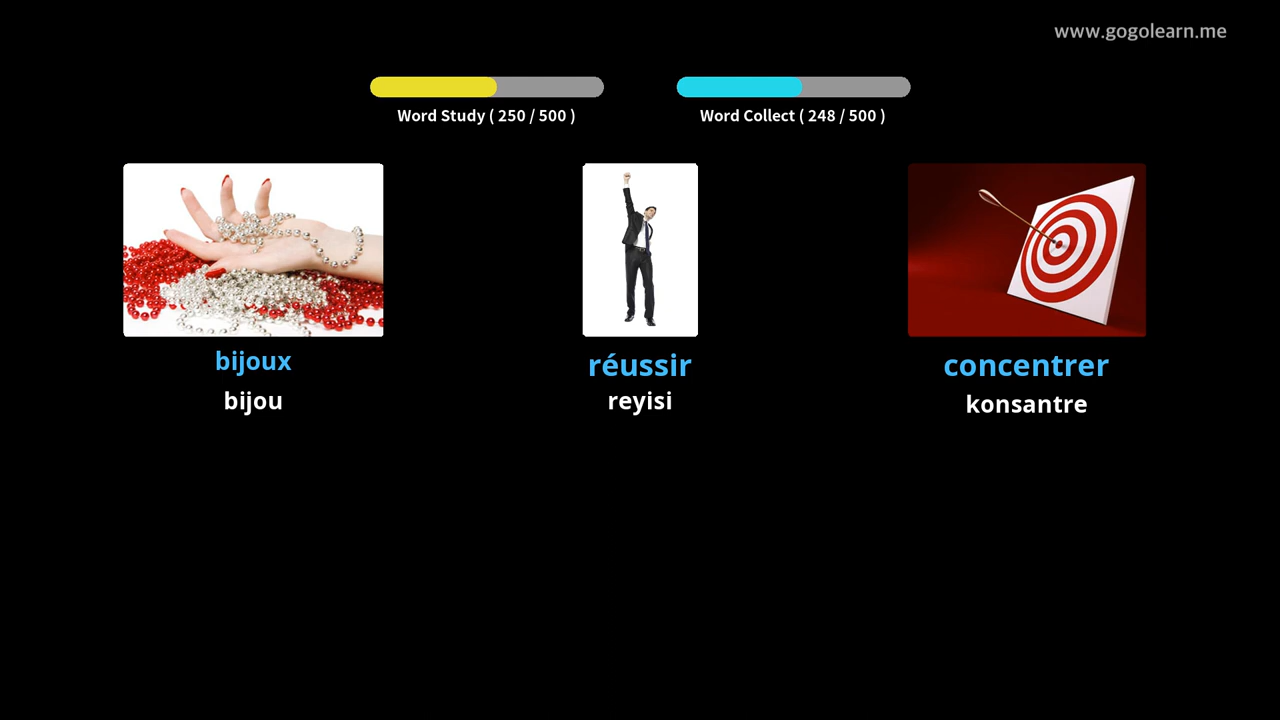 www.gogolearn.me
Word Study ( 250 / 500 )
Word Collect ( 248 / 500 )
bijoux
bijou
réussir
reyisi
concentrer
konsantre